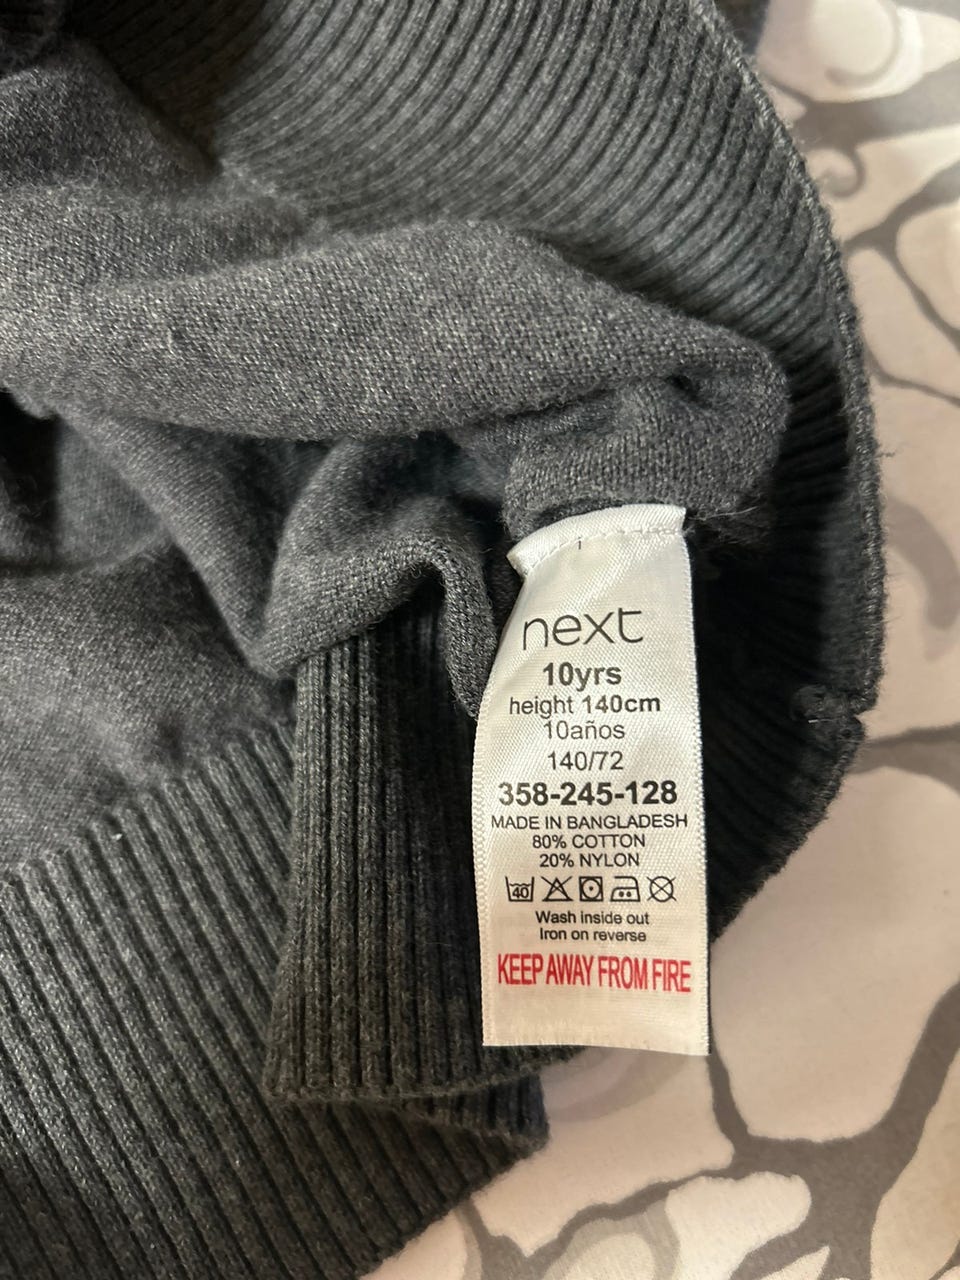 next
10yrs
height 140cm
10años
140/72
358-245-128
MADE IN BANGLADESH
80% COTTON
20% NYLON
40
Wash inside out
Iron on reverse
KEEP AWAY FROM FIRE